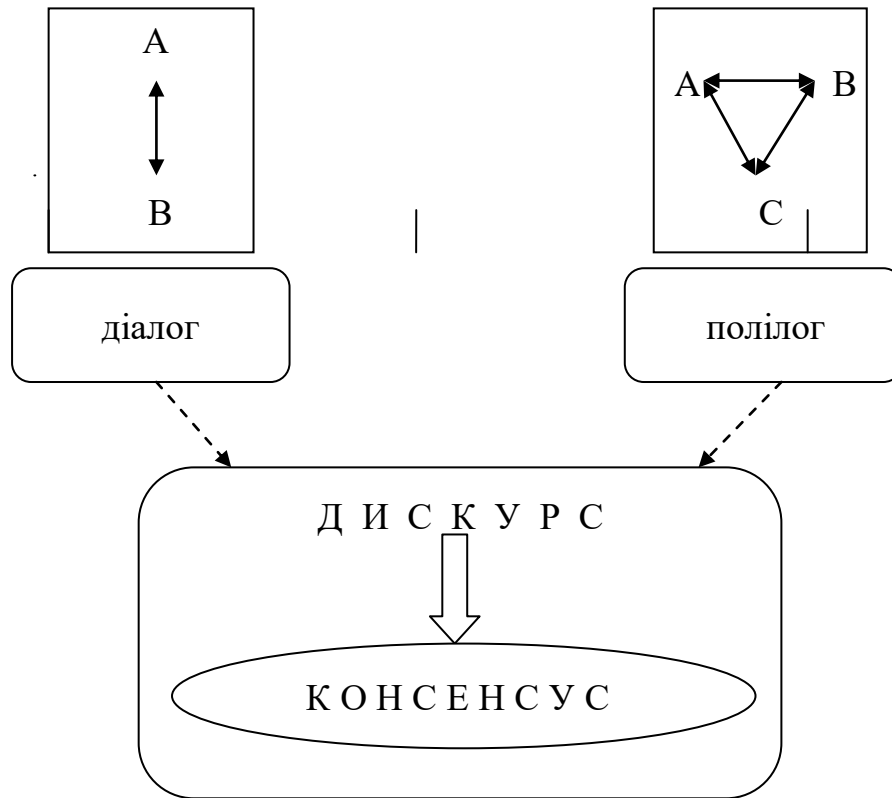 А
А В
В
С
діалог
полілог
Д И С К У Р С
К О Н С Е Н С У С